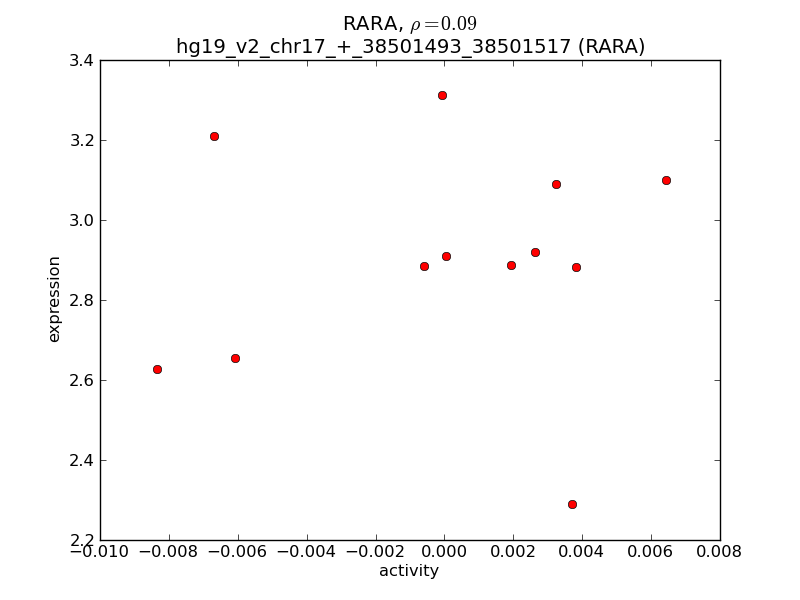 RARA, ρ=0.09
hg19_v2_chr17_+_38501493_38501517 (RARA)
3.4
3.2
3.0
2.8
2.6
2.4
2.2
expression
−0.010 −0.008 −0.006 −0.004 −0.002 0.000 0.002 0.004 0.006 0.008
activity